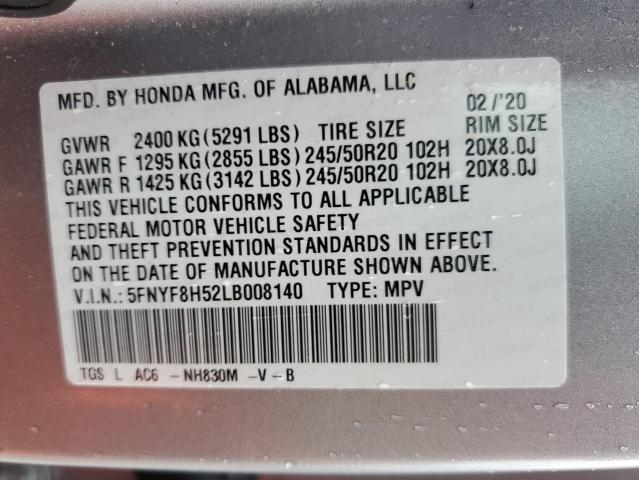 MFD. BY HONDA MFG. OF ALABAMA, LLC 02/'20
GVWR 2400 KG (5291 LBS) TIRE SIZE RIM SIZE
GAWR F 1295 KG (2855 LBS) 245/50R20 102H 20X8.0J
GAWR R 1425 KG (3142 LBS) 245/50R20 102H 20X8.0J
THIS VEHICLE CONFORMS TO ALL APPLICABLE
FEDERAL MOTOR VEHICLE SAFETY
AND THEFT PREVENTION STANDARDS IN EFFECT
ON THE DATE OF MANUFACTURE SHOWN ABOVE.
V.I.N.: 5FNYF8H52LB008140 TYPE: MPV
TGS L AC6 -NH830M -V-B